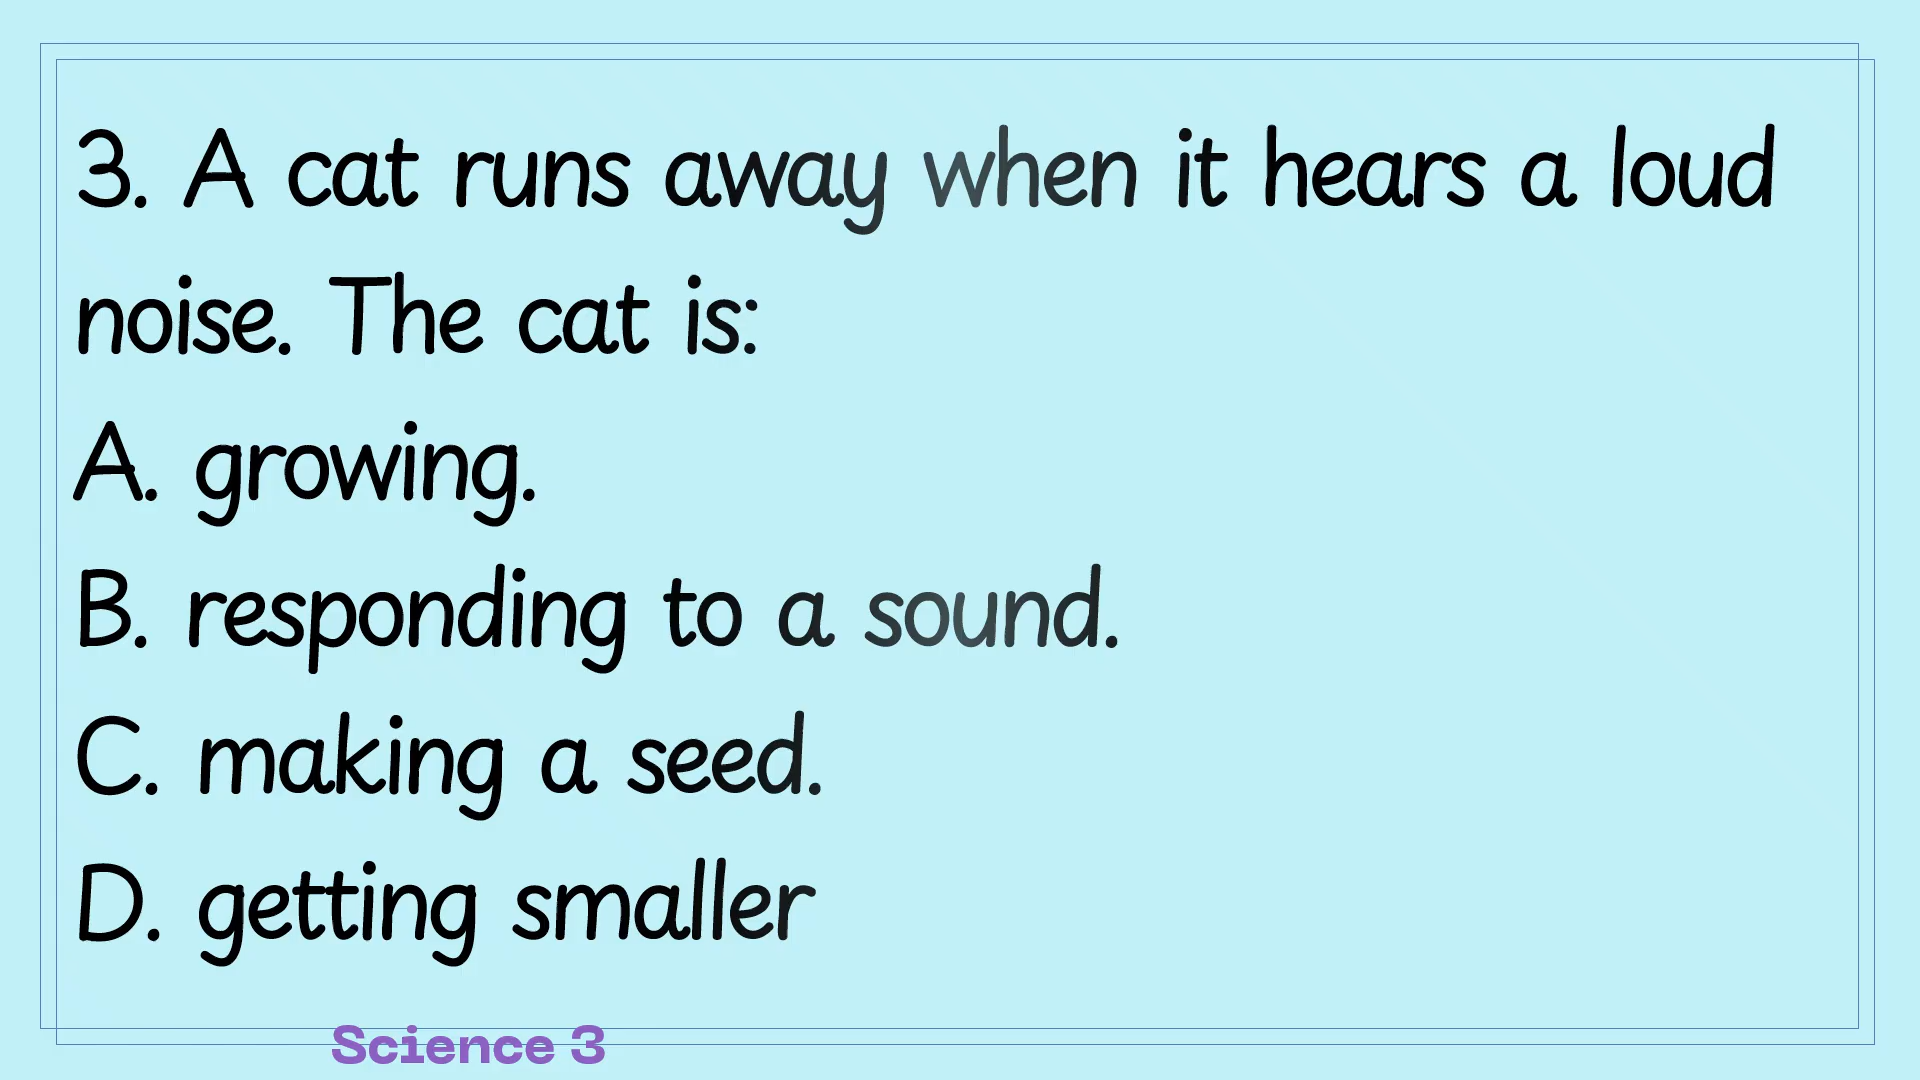 3. A cat runs away when it hears a loud
noise. The cat is:
A. growing.
B. responding to a sound.
C. making a seed.
D. getting smaller
Science 3